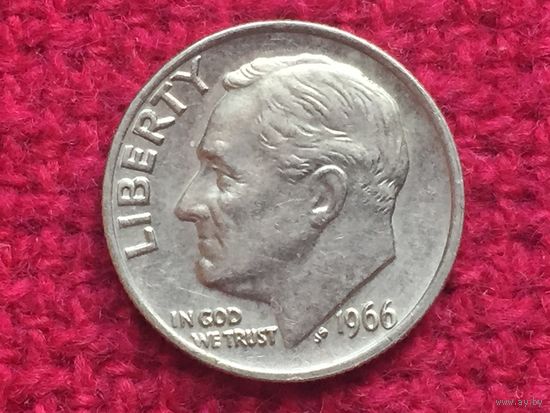 LIBERTY
IN GOD
WE TRUST
JS 1966
www.ay.by